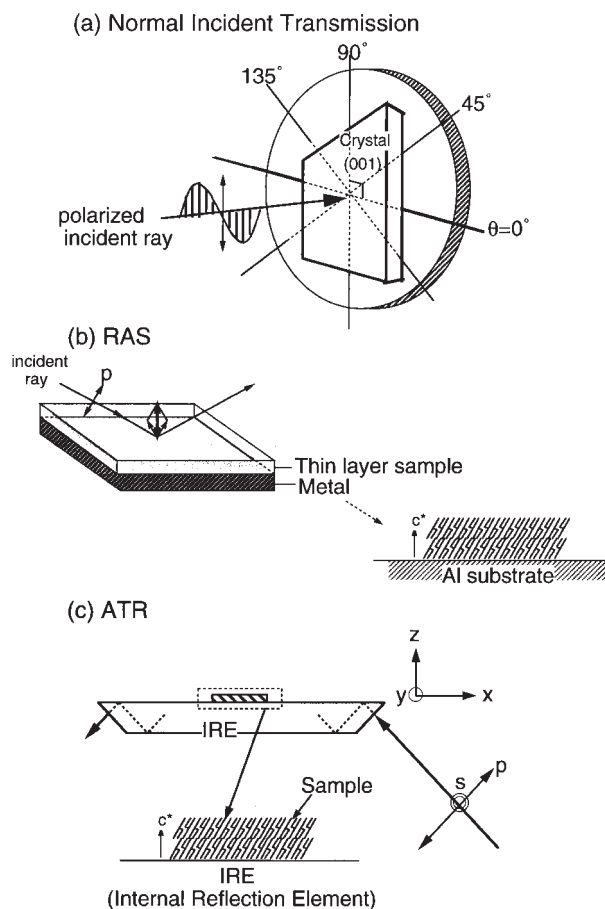 (a) Normal Incident Transmission
90°
135°
45°
Crystal
(001)
polarized
incident ray
θ=0°
(b) RAS
incident
ray
p
Thin layer sample
Metal
c*
Al substrate
(c) ATR
z
y
x
IRE
s
p
Sample
c*
IRE
(Internal Reflection Element)